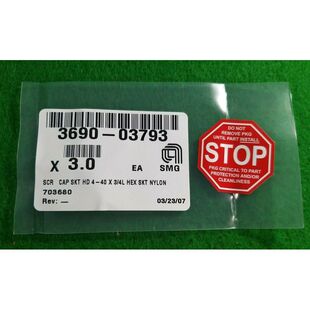 3690-03793
X 3.0 EA SMG
SCR CAP SKT HD 4-40 X 3/4L HEX SKT NYLON
703680
Rev: — 03/23/07
DO NOT
REMOVE PKG
UNTIL PART INSTALL
STOP
PKG CRITICAL TO PART
PROTECTION AND/OR
CLEANLINESS